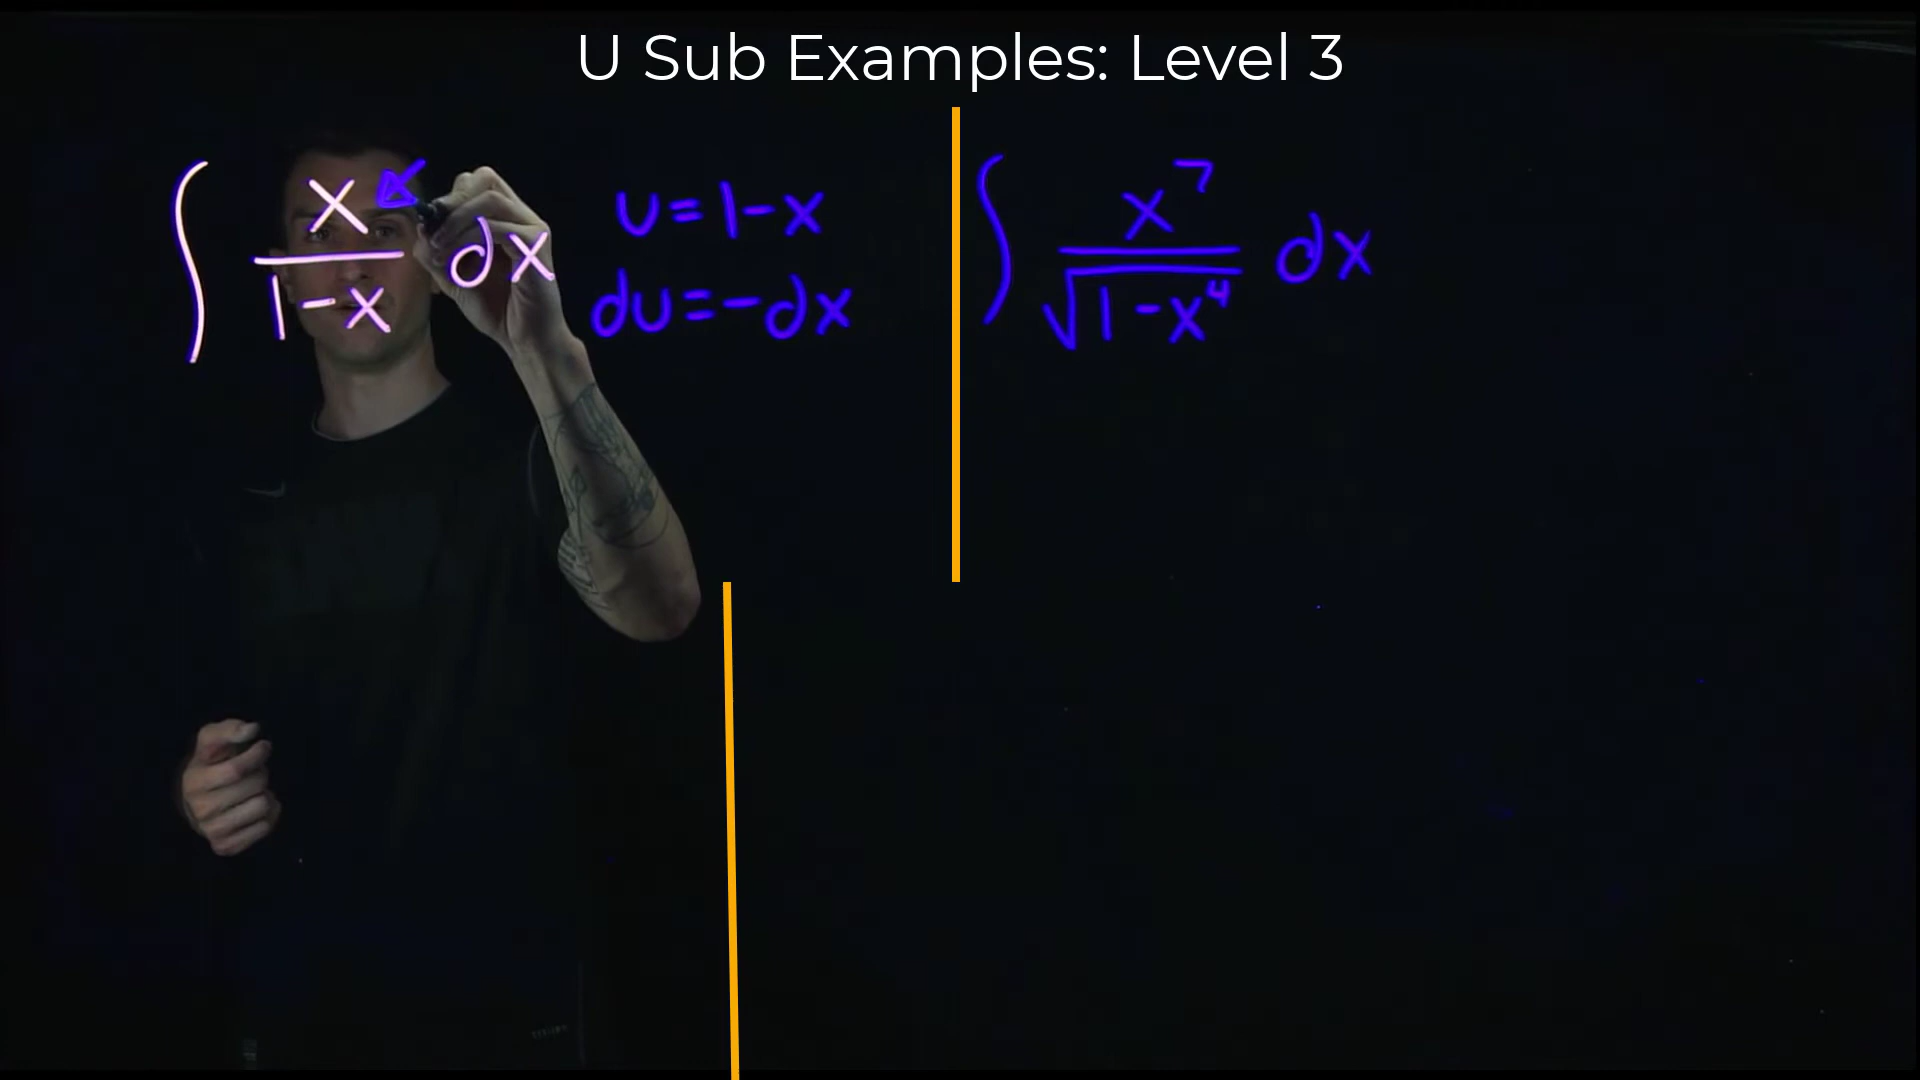 U Sub Examples: Level 3
∫ x/(1-x) dx
u=1-x
du=-dx
∫ x^7/√(1-x^4) dx